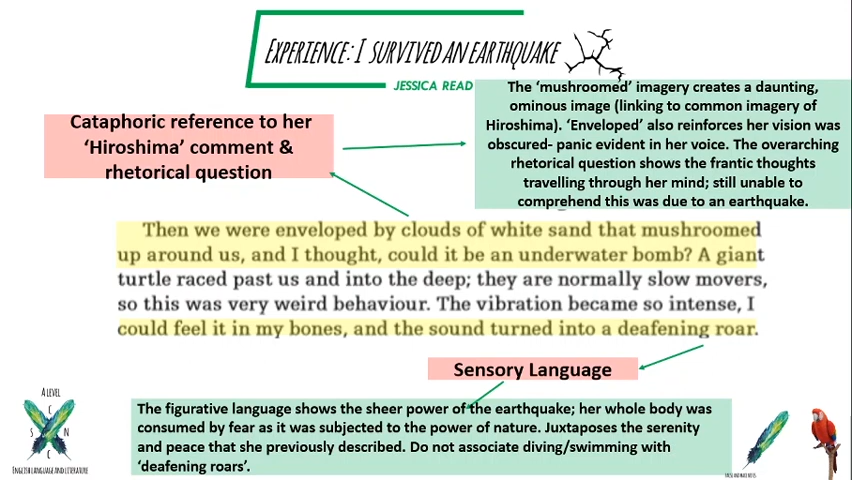 EXPERIENCE: I SURVIVED AN EARTHQUAKE
JESSICA READ
Cataphoric reference to her
‘Hiroshima’ comment &
rhetorical question
The ‘mushroomed’ imagery creates a daunting,
ominous image (linking to common imagery of
Hiroshima). ‘Enveloped’ also reinforces her vision was
obscured- panic evident in her voice. The overarching
rhetorical question shows the frantic thoughts
travelling through her mind; still unable to
comprehend this was due to an earthquake.
Then we were enveloped by clouds of white sand that mushroomed
up around us, and I thought, could it be an underwater bomb? A giant
turtle raced past us and into the deep; they are normally slow movers,
so this was very weird behaviour. The vibration became so intense, I
could feel it in my bones, and the sound turned into a deafening roar.
Sensory Language
The figurative language shows the sheer power of the earthquake; her whole body was
consumed by fear as it was subjected to the power of nature. Juxtaposes the serenity
and peace that she previously described. Do not associate diving/swimming with
‘deafening roars’.
A LEVEL
C
S N
C
ENGLISH LANGUAGE AND LITERATURE